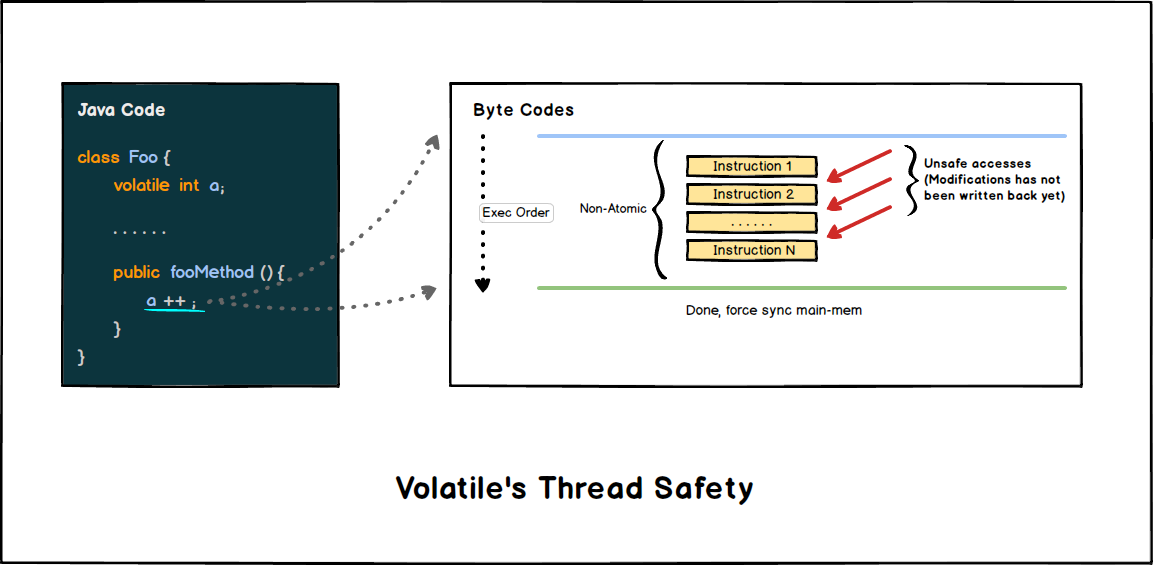 Java Code
class Foo {
volatile int a;
......
public fooMethod () {
a ++ ;
}
}
Byte Codes
Exec Order
Non-Atomic
Instruction 1
Instruction 2
......
Instruction N
Unsafe accesses
(Modifications has not
been written back yet)
Done, force sync main-mem
Volatile's Thread Safety